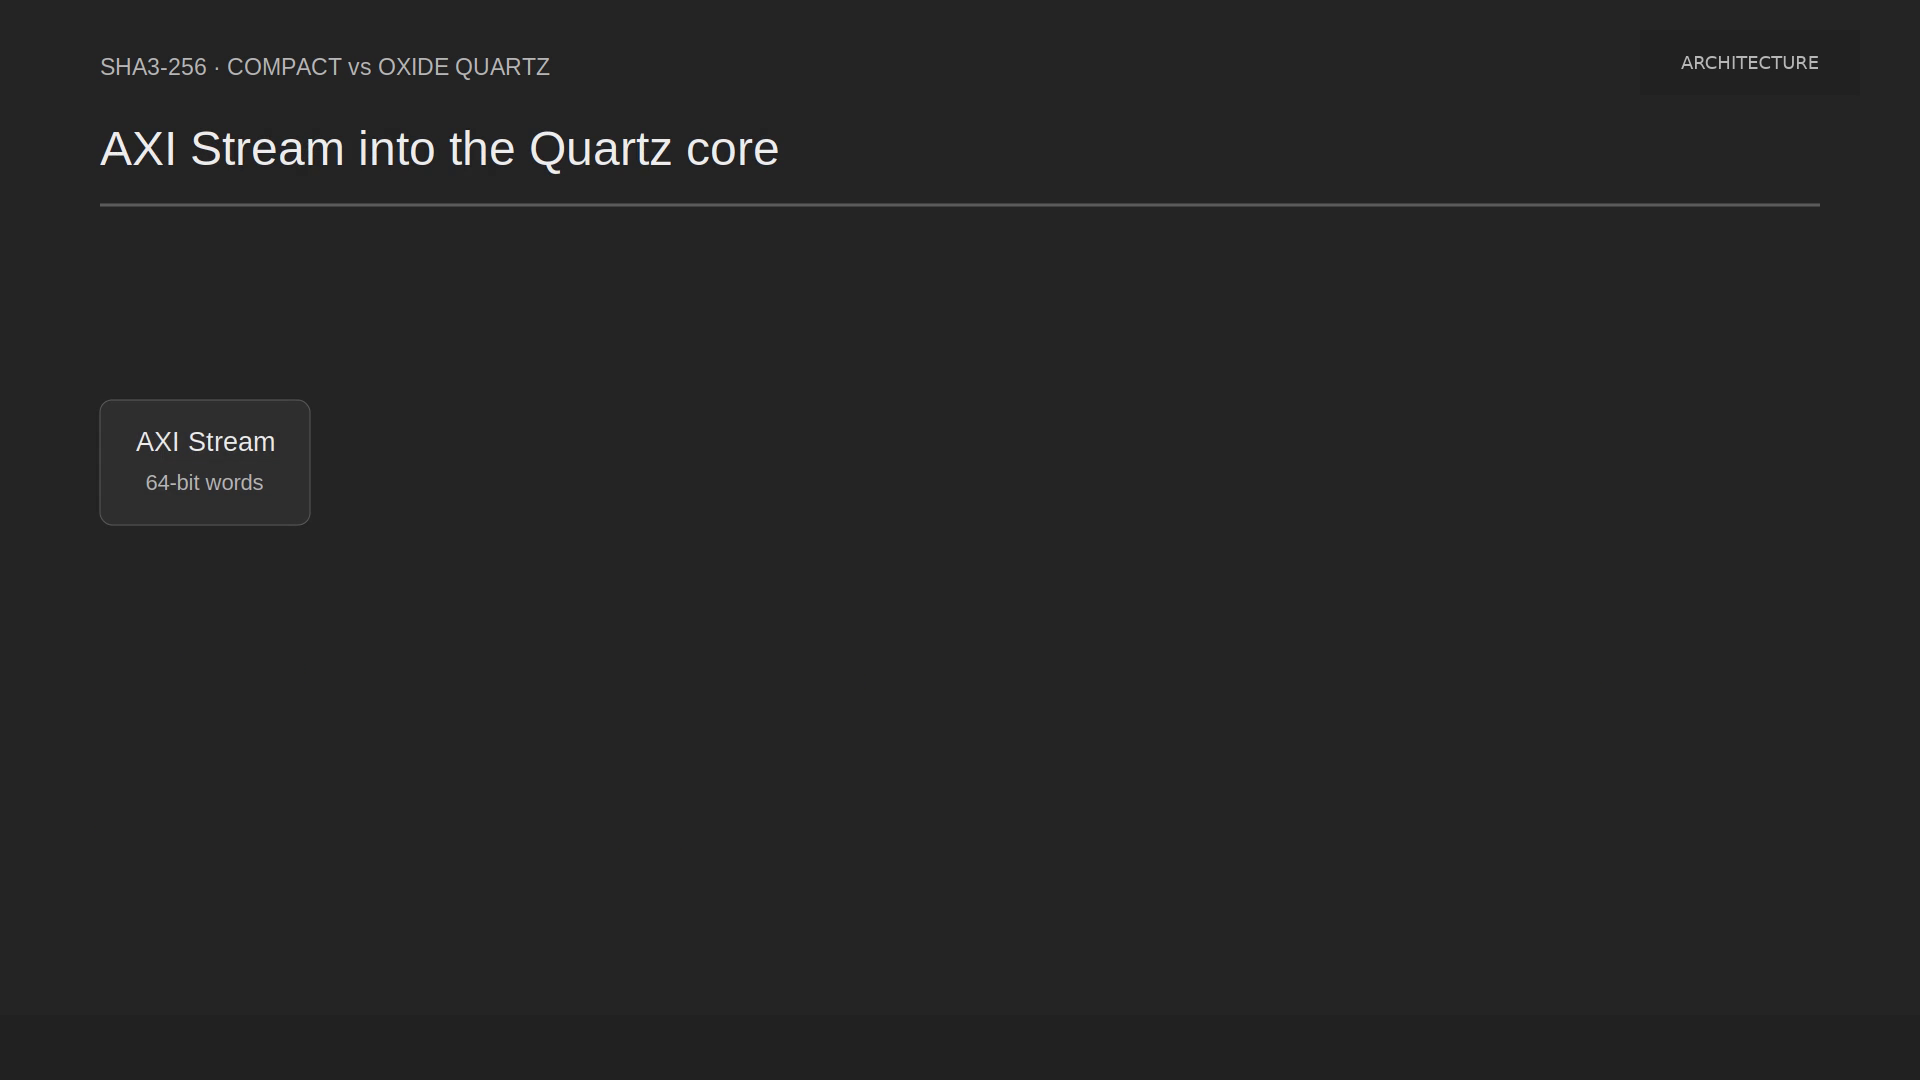 SHA3-256 · COMPACT vs OXIDE QUARTZ
ARCHITECTURE
AXI Stream into the Quartz core
AXI Stream
64-bit words